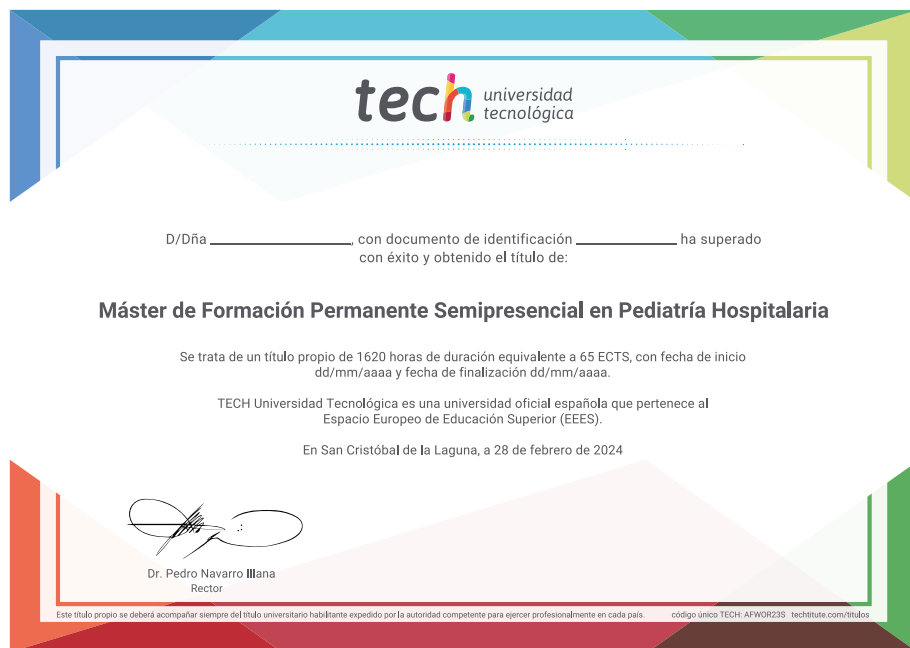 tech universidad
tecnológica
D/Dña ________________, con documento de identificación ____________ ha superado
con éxito y obtenido el título de:
Máster de Formación Permanente Semipresencial en Pediatría Hospitalaria
Se trata de un título propio de 1620 horas de duración equivalente a 65 ECTS, con fecha de inicio
dd/mm/aaaa y fecha de finalización dd/mm/aaaa.
TECH Universidad Tecnológica es una universidad oficial española que pertenece al
Espacio Europeo de Educación Superior (EEES).
En San Cristóbal de la Laguna, a 28 de febrero de 2024
Dr. Pedro Navarro Illana
Rector
Este título propio se deberá acompañar siempre del título universitario habilitante expedido por la autoridad competente para ejercer profesionalmente en cada país. código único TECH: AFWOR23S techtitute.com/titulos